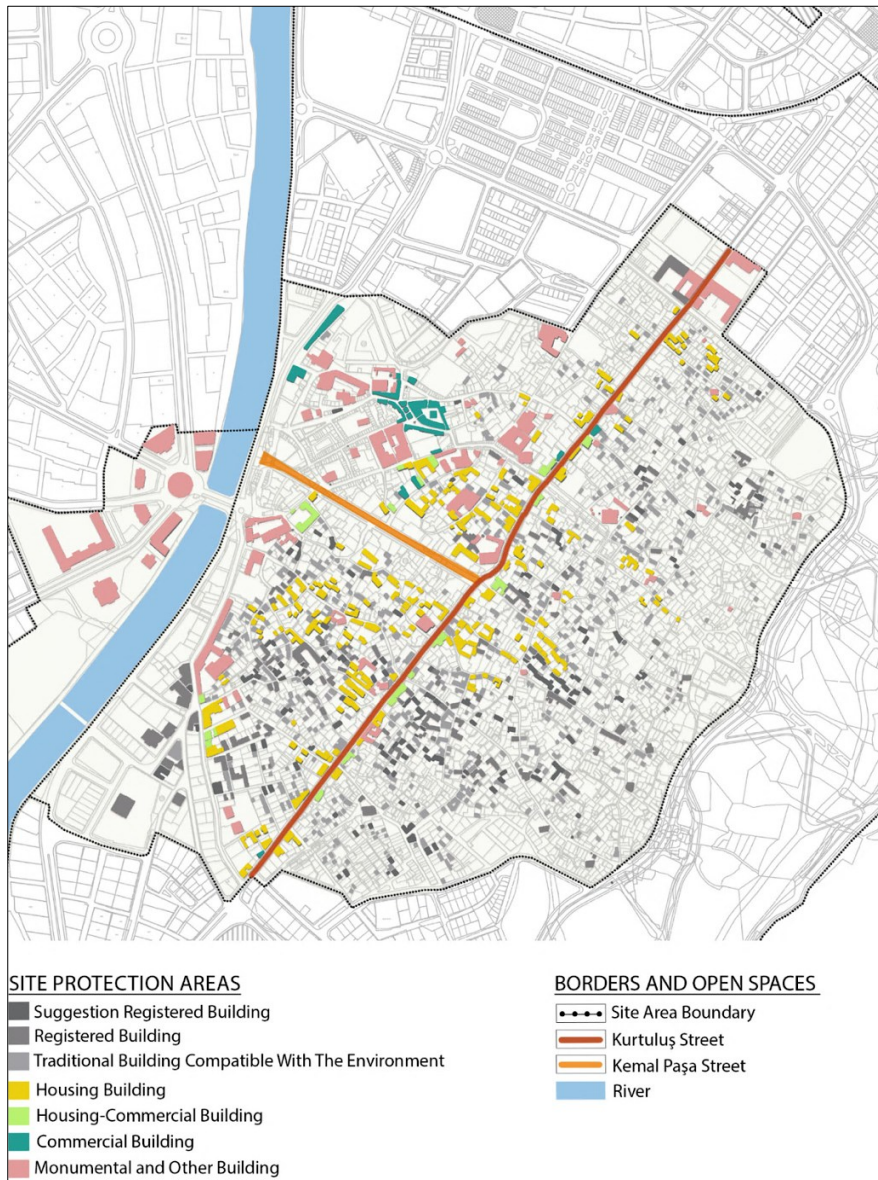 SITE PROTECTION AREAS
Suggestion Registered Building
Registered Building
Traditional Building Compatible With The Environment
Housing Building
Housing-Commercial Building
Commercial Building
Monumental and Other Building
BORDERS AND OPEN SPACES
Site Area Boundary
Kurtuluş Street
Kemal Paşa Street
River